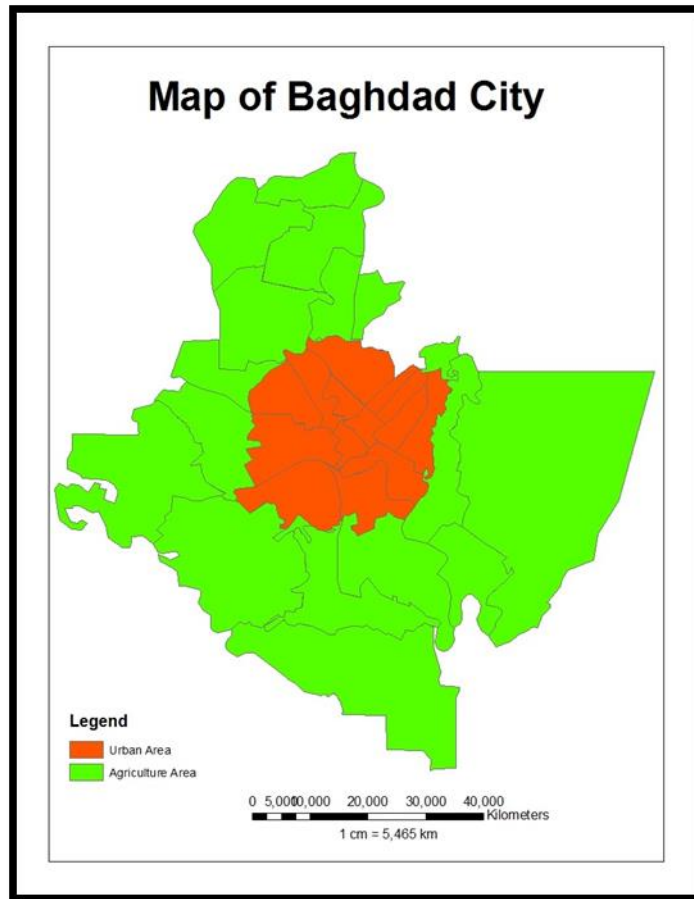 Map of Baghdad City
Legend
Urban Area
Agriculture Area
0 5,000 10,000 20,000 30,000 40,000
Kilometers
1 cm = 5,465 km